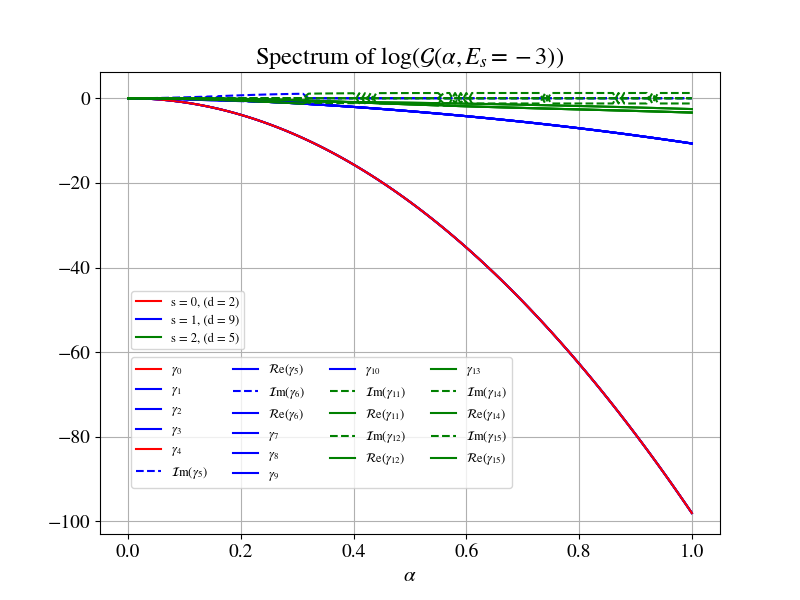 Spectrum of log(𝒢(α, E_s = −3))
0
−20
−40
−60
−80
−100
s = 0, (d = 2)
s = 1, (d = 9)
s = 2, (d = 5)
γ₀
γ₁
γ₂
γ₃
γ₄
ℐm(γ₅)
ℛe(γ₅)
ℐm(γ₆)
ℛe(γ₆)
γ₇
γ₈
γ₉
γ₁₀
ℐm(γ₁₁)
ℛe(γ₁₁)
ℐm(γ₁₂)
ℛe(γ₁₂)
γ₁₃
ℐm(γ₁₄)
ℛe(γ₁₄)
ℐm(γ₁₅)
ℛe(γ₁₅)
0.0 0.2 0.4 0.6 0.8 1.0
α